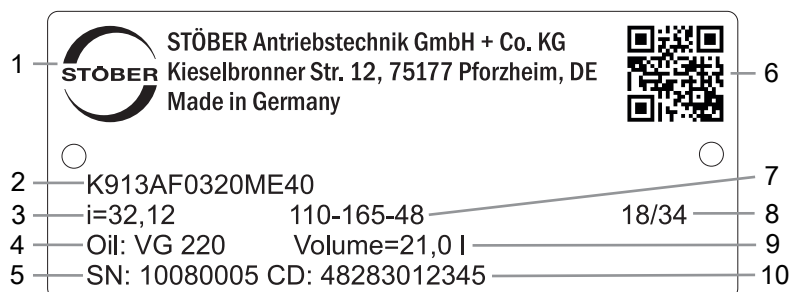 STÖBER Antriebstechnik GmbH + Co. KG
1 STÖBER Kieselbronner Str. 12, 75177 Pforzheim, DE 6
Made in Germany
2 K913AF0320ME40 7
3 i=32,12 110-165-48 18/34 8
4 Oil: VG 220 Volume=21,0 l 9
5 SN: 10080005 CD: 48283012345 10